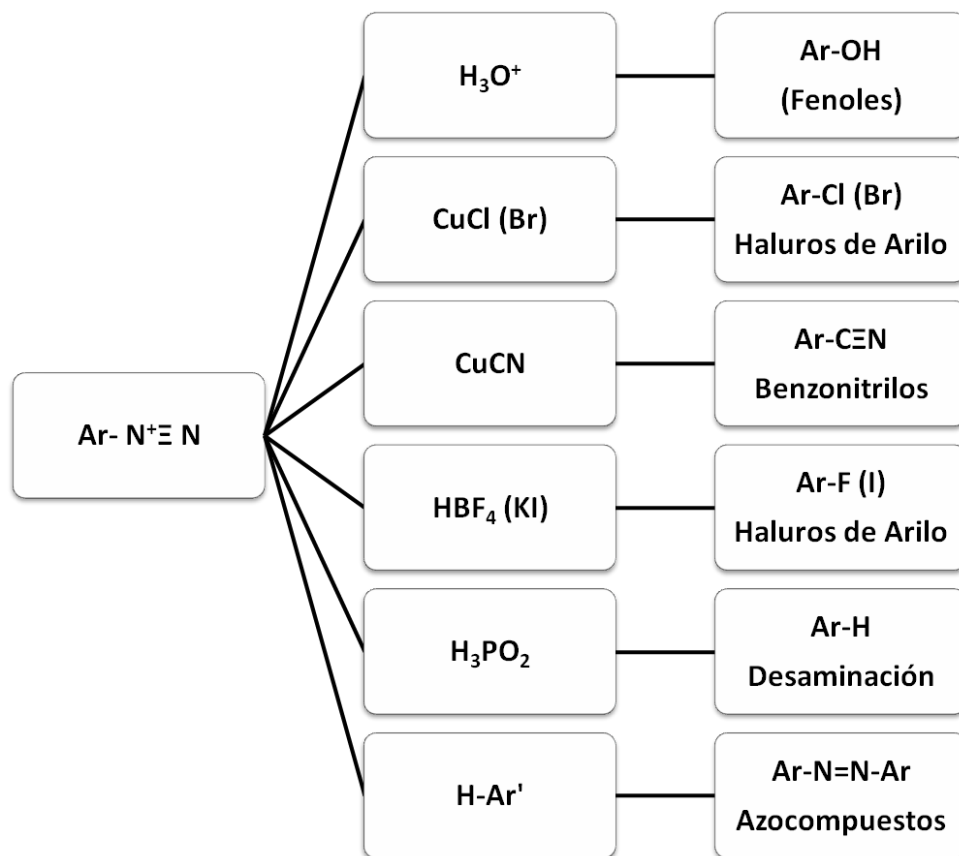 Ar- N⁺Ξ N
H₃O⁺
Ar-OH
(Fenoles)
CuCl (Br)
Ar-Cl (Br)
Haluros de Arilo
CuCN
Ar-CΞN
Benzonitrilos
HBF₄ (KI)
Ar-F (I)
Haluros de Arilo
H₃PO₂
Ar-H
Desaminación
H-Ar'
Ar-N=N-Ar
Azocompuestos